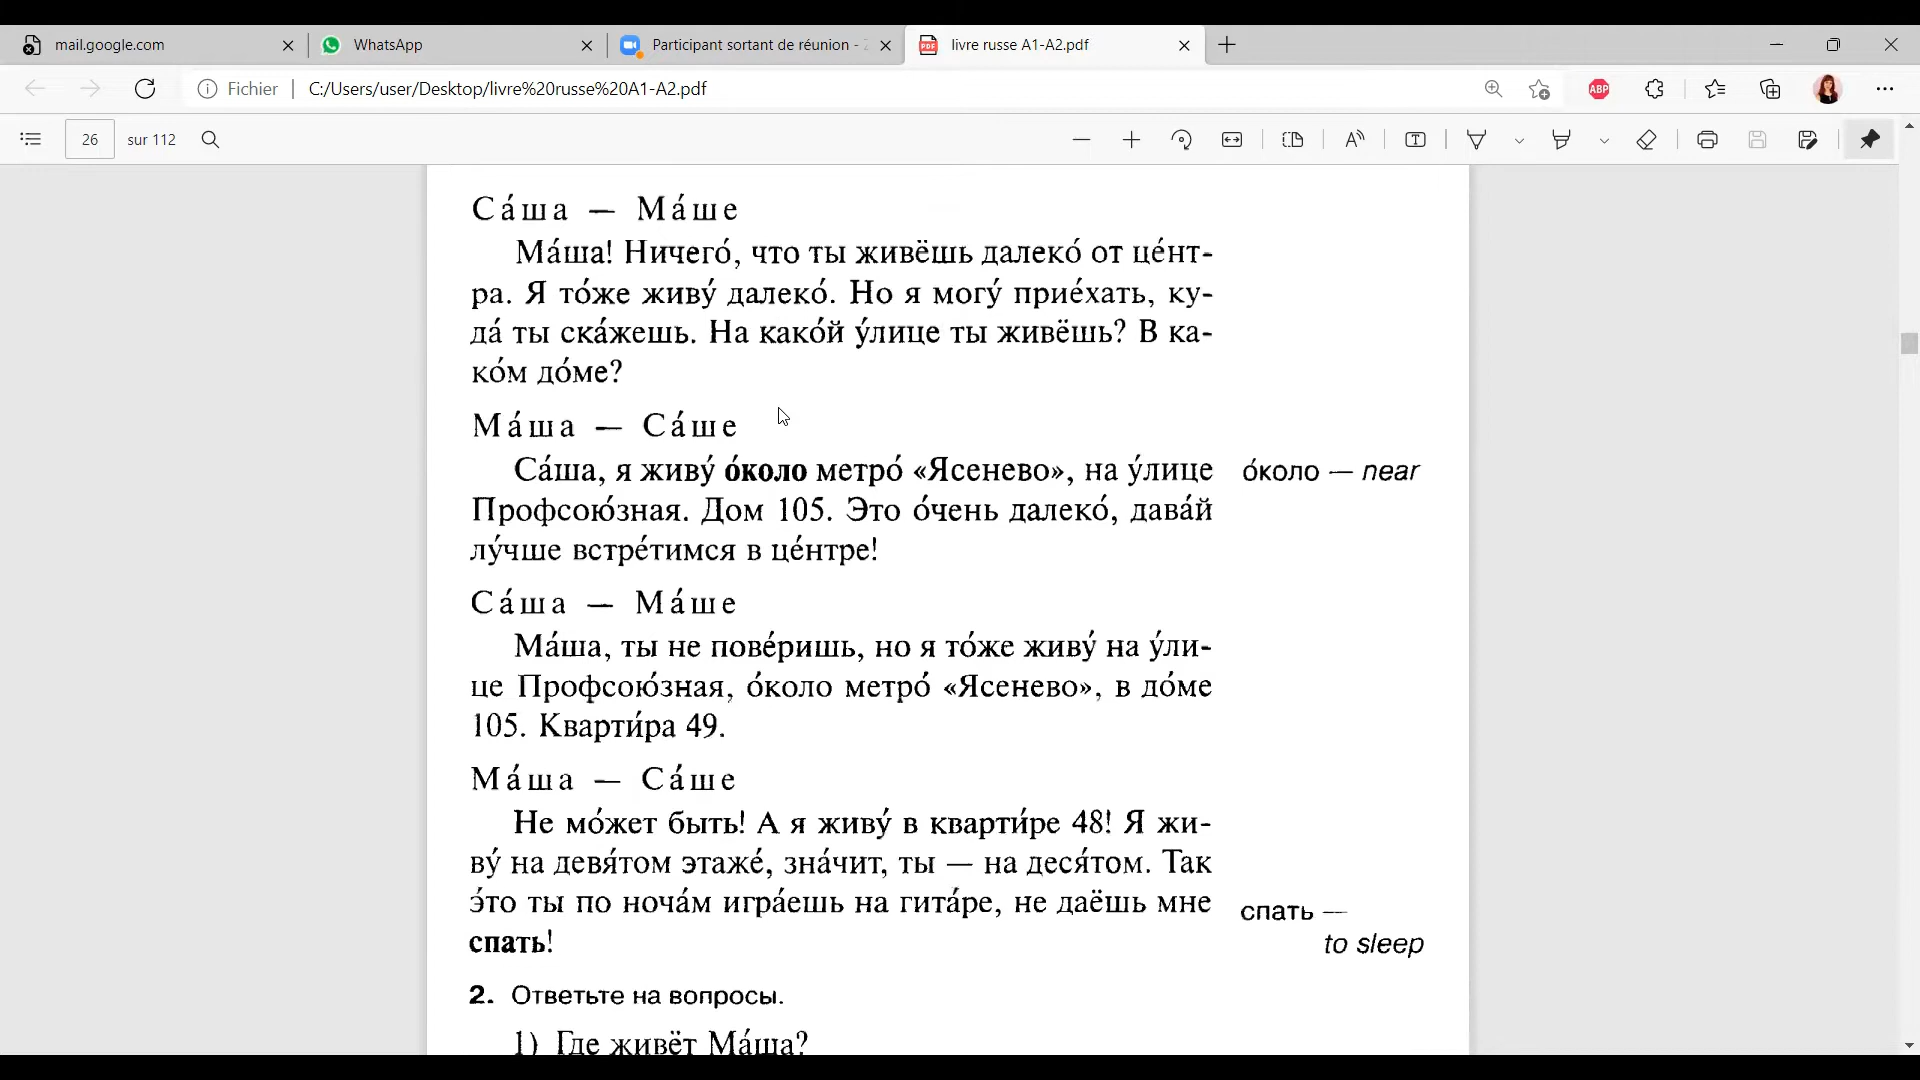 mail.google.com
WhatsApp
Participant sortant de réunion -
livre russe A1-A2.pdf
Fichier
C:/Users/user/Desktop/livre%20russe%20A1-A2.pdf
ABP
26
sur 112
Са́ша — Ма́ше
Ма́ша! Ничего́, что ты живёшь далеко́ от це́нт-
ра. Я то́же живу́ далеко́. Но я могу́ прие́хать, ку-
да́ ты ска́жешь. На како́й у́лице ты живёшь? В ка-
ко́м до́ме?
Ма́ша — Са́ше
Са́ша, я живу́ о́коло метро́ «Ясенево», на у́лице
о́коло — near
Профсою́зная. Дом 105. Это о́чень далеко́, дава́й
лу́чше встре́тимся в це́нтре!
Са́ша — Ма́ше
Ма́ша, ты не пове́ришь, но я то́же живу́ на у́ли-
це Профсою́зная, о́коло метро́ «Ясенево», в до́ме
105. Кварти́ра 49.
Ма́ша — Са́ше
Не мо́жет быть! А я живу́ в кварти́ре 48! Я жи-
ву́ на девя́том этаже́, зна́чит, ты — на деся́том. Так
э́то ты по ноча́м игра́ешь на гита́ре, не даёшь мне
спать —
спать!
to sleep
2. Ответьте на вопросы.
1) Где живёт Ма́ша?